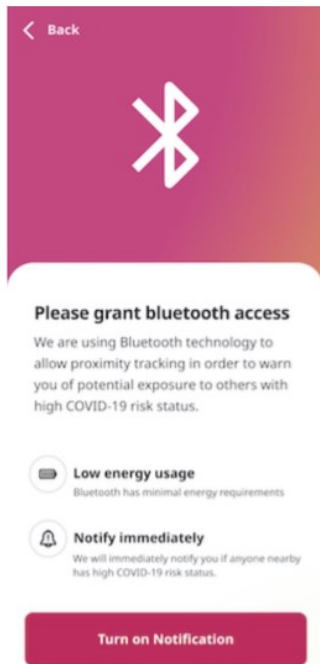 Back
Please grant bluetooth access
We are using Bluetooth technology to
allow proximity tracking in order to warn
you of potential exposure to others with
high COVID-19 risk status.
Low energy usage
Bluetooth has minimal energy requirements
Notify immediately
We will immediately notify you if anyone nearby
has high COVID-19 risk status.
Turn on Notification